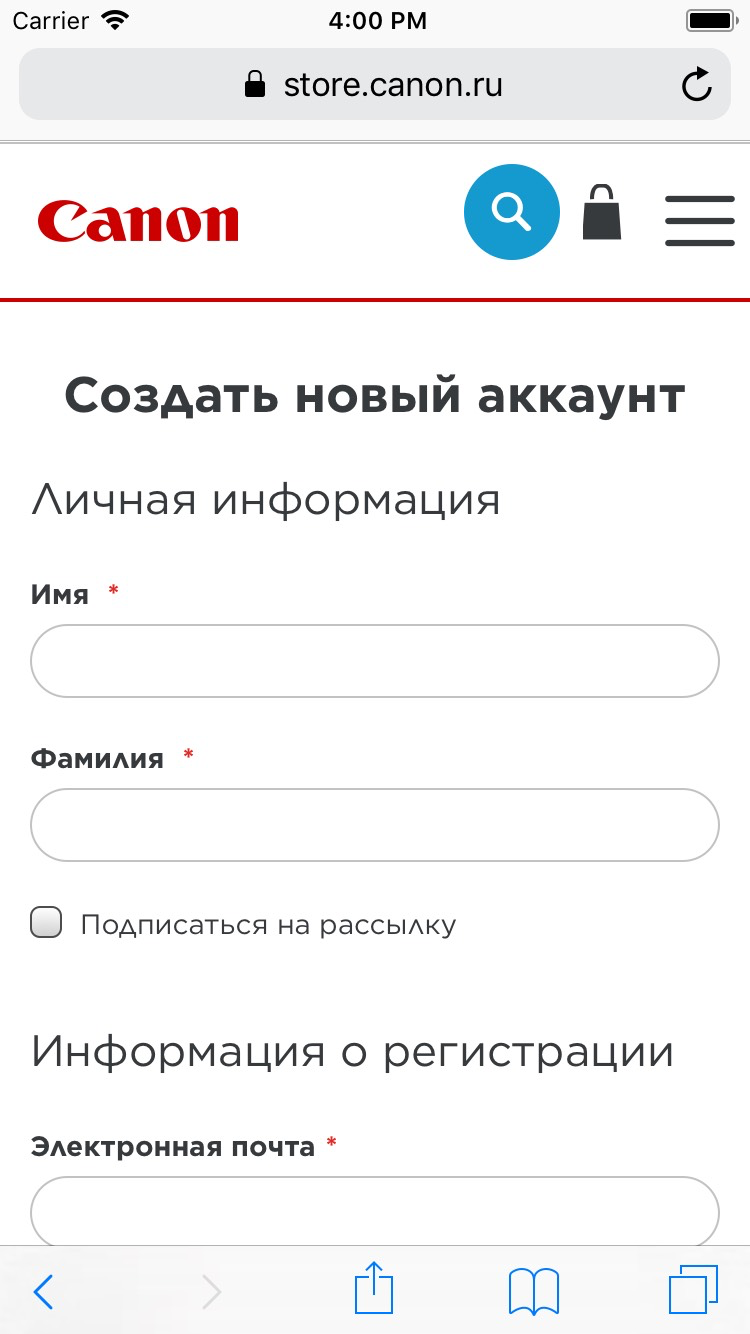 Carrier 4:00 PM
store.canon.ru
Canon
Создать новый аккаунт
Личная информация
Имя *
Фамилия *
Подписаться на рассылку
Информация о регистрации
Электронная почта *